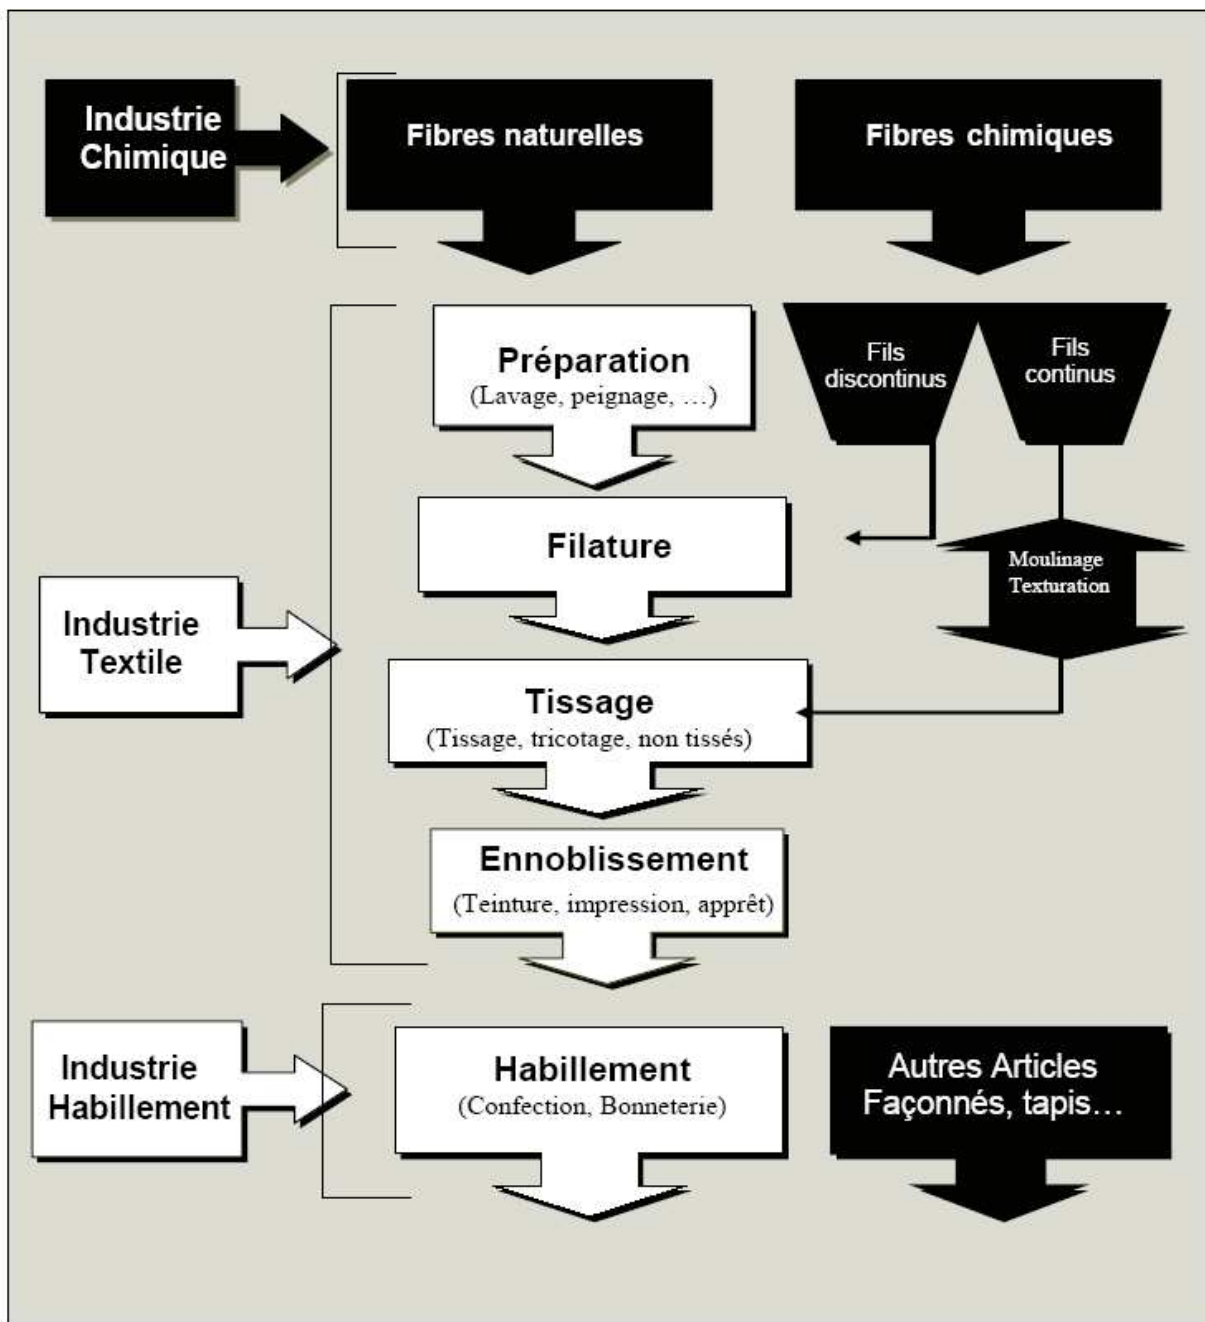 Industrie
Chimique
Fibres naturelles
Fibres chimiques
Préparation
(Lavage, peignage, …)
Fils
discontinus
Fils
continus
Filature
Moulinage
Texturation
Industrie
Textile
Tissage
(Tissage, tricotage, non tissés)
Ennoblissement
(Teinture, impression, apprêt)
Industrie
Habillement
Habillement
(Confection, Bonneterie)
Autres Articles
Façonnés, tapis…